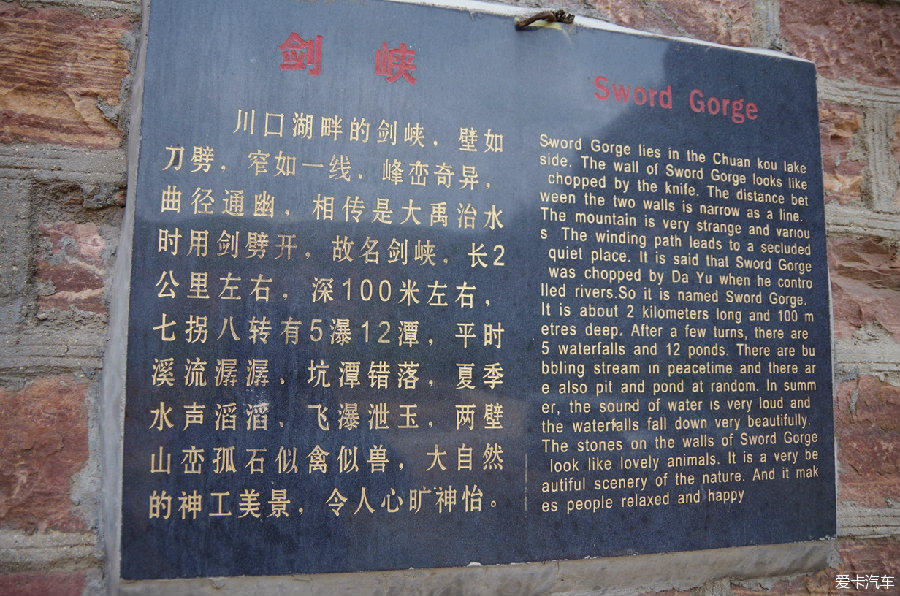 剑 峡
川口湖畔的剑峡，壁如
刀劈，窄如一线，峰峦奇异，
曲径通幽，相传是大禹治水
时用剑劈开，故名剑峡，长2
公里左右，深100米左右，
七拐八转有5瀑12潭，平时
溪流潺潺，坑潭错落，夏季
水声滔滔，飞瀑泄玉，两壁
山峦孤石似禽似兽，大自然
的神工美景，令人心旷神怡。
Sword Gorge
Sword Gorge lies in the Chuan kou lake
side. The wall of Sword Gorge looks like
chopped by the knife. The distance bet
ween the two walls is narrow as a line.
The mountain is very strange and variou
s The winding path leads to a secluded
quiet place. It is said that Sword Gorge
was chopped by Da Yu when he contro
lled rivers.So it is named Sword Gorge.
It is about 2 kilometers long and 100 m
etres deep. After a few turns, there are
5 waterfalls and 12 ponds. There are bu
bbling stream in peacetime and there ar
e also pit and pond at random. In summ
er, the sound of water is very loud and
the waterfalls fall down very beautifully.
The stones on the walls of Sword Gorge
look like lovely animals. It is a very be
autiful scenery of the nature. And it mak
es people relaxed and happy
爱卡汽车